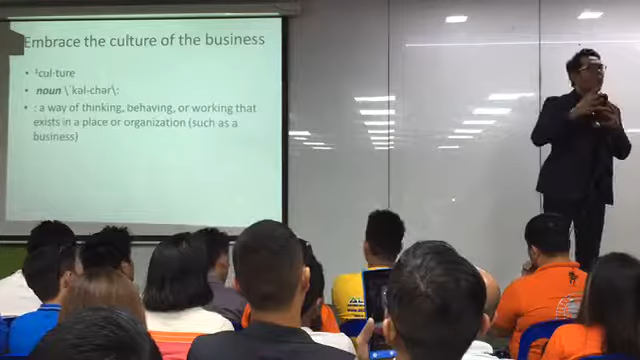 Embrace the culture of the business
• ¹cul·ture
• noun \ˈkəl-chər\:
• : a way of thinking, behaving, or working that
exists in a place or organization (such as a
business)